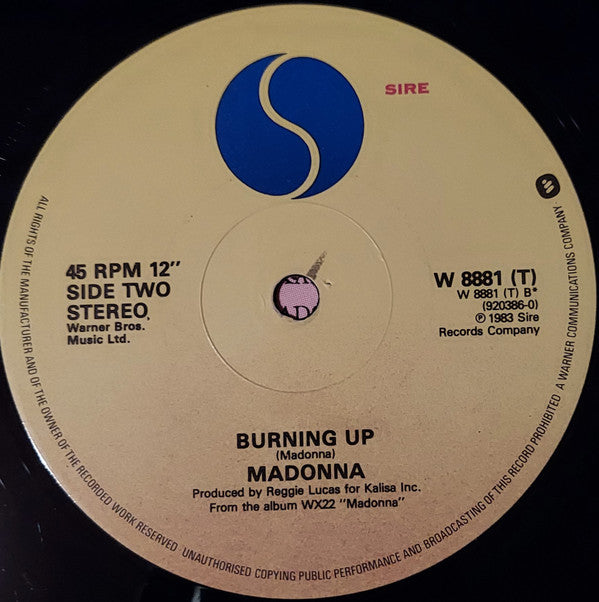 SIRE
45 RPM 12"
SIDE TWO
STEREO
Warner Bros.
Music Ltd.
W 8881 (T)
W 8881 (T) B*
(920386-0)
℗ 1983 Sire
Records Company
BURNING UP
(Madonna)
MADONNA
Produced by Reggie Lucas for Kalisa Inc.
From the album WX22 "Madonna"
ALL RIGHTS OF THE MANUFACTURER AND OF THE OWNER OF THE RECORDED WORK RESERVED. UNAUTHORISED COPYING PUBLIC PERFORMANCE AND BROADCASTING OF THIS RECORD PROHIBITED A WARNER COMMUNICATIONS COMPANY.